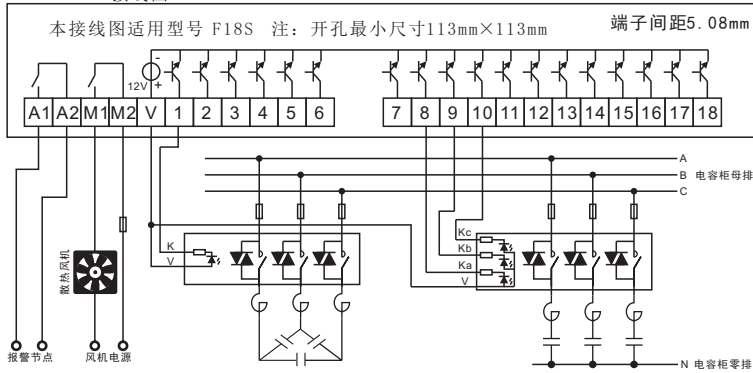 本接线图适用型号 F18S 注：开孔最小尺寸113mm×113mm
端子间距5.08mm
12V
-
+
A1 A2 M1 M2 V 1 2 3 4 5 6
7 8 9 10 11 12 13 14 15 16 17 18
A
B 电容柜母排
C
K
V
Kc
Kb
Ka
V
散热风机
报警节点
风机电源
N 电容柜零排